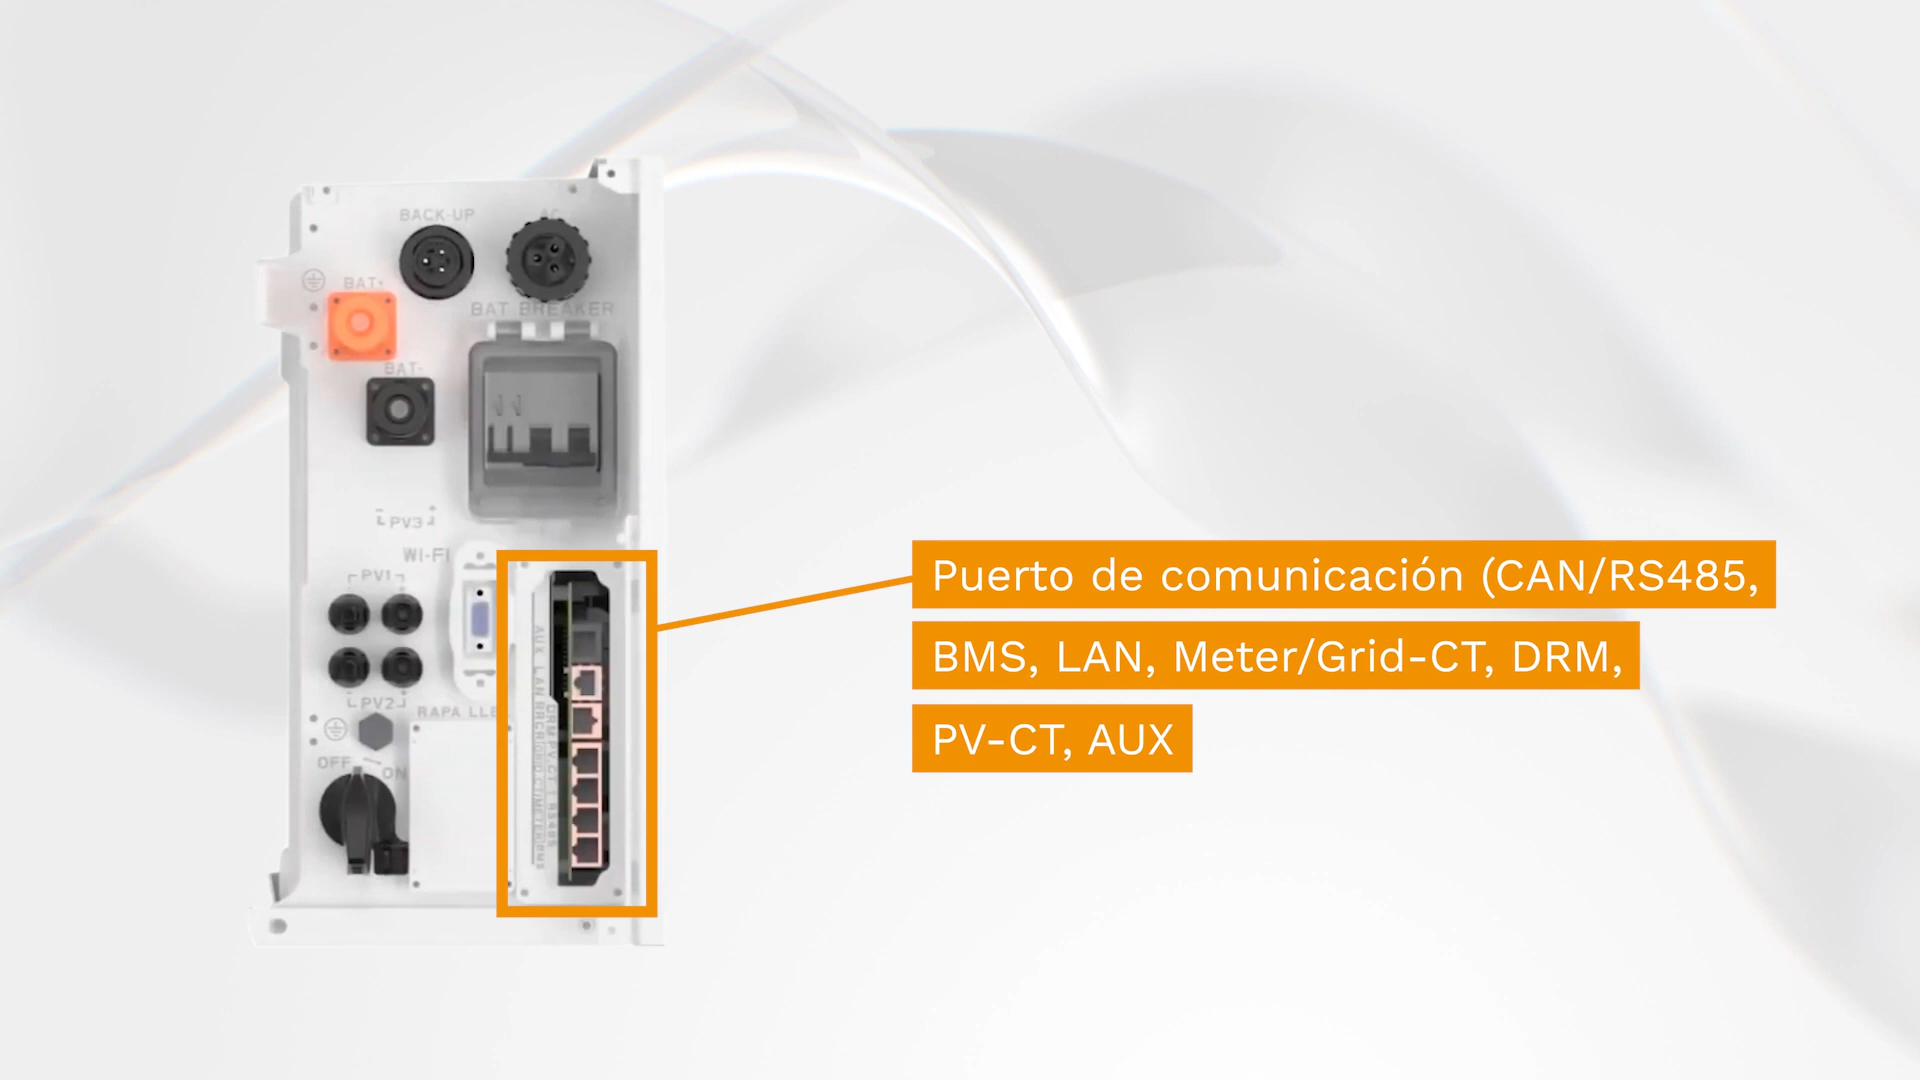 BACK-UP
AC
BAT+
BAT BREAKER
BAT-
PV3
WI-FI
PV1
PV2
OFF
ON
Puerto de comunicación (CAN/RS485,
BMS, LAN, Meter/Grid-CT, DRM,
PV-CT, AUX